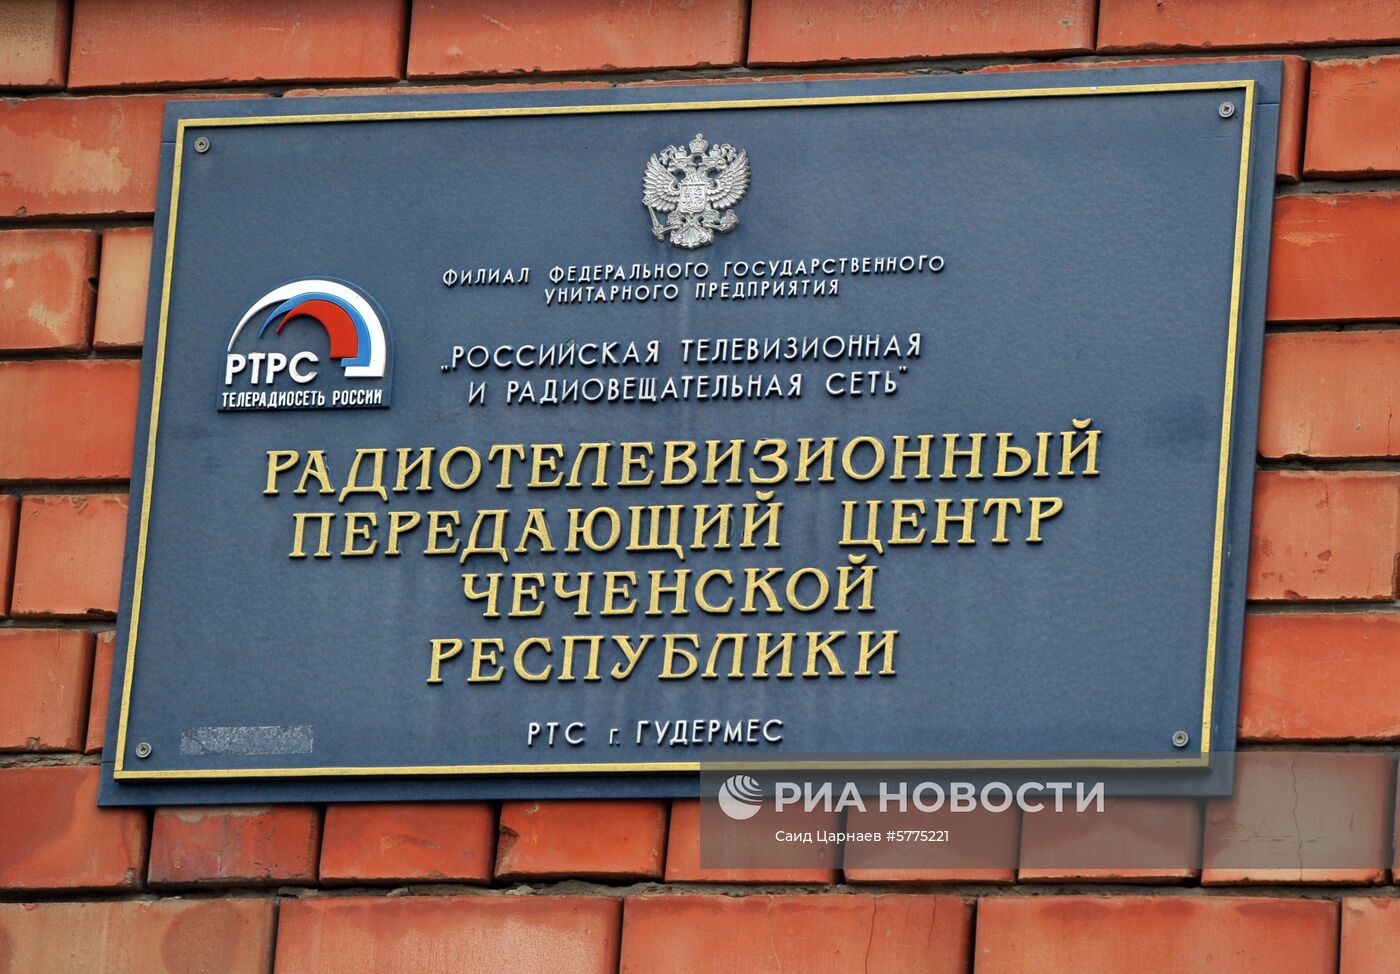 ФИЛИАЛ ФЕДЕРАЛЬНОГО ГОСУДАРСТВЕННОГО
УНИТАРНОГО ПРЕДПРИЯТИЯ
"РОССИЙСКАЯ ТЕЛЕВИЗИОННАЯ
И РАДИОВЕЩАТЕЛЬНАЯ СЕТЬ"
РТРС
ТЕЛЕРАДИОСЕТЬ РОССИИ
РАДИОТЕЛЕВИЗИОННЫЙ
ПЕРЕДАЮЩИЙ ЦЕНТР
ЧЕЧЕНСКОЙ
РЕСПУБЛИКИ
РТС г. ГУДЕРМЕС
РИА НОВОСТИ
Саид Царнаев #5775221